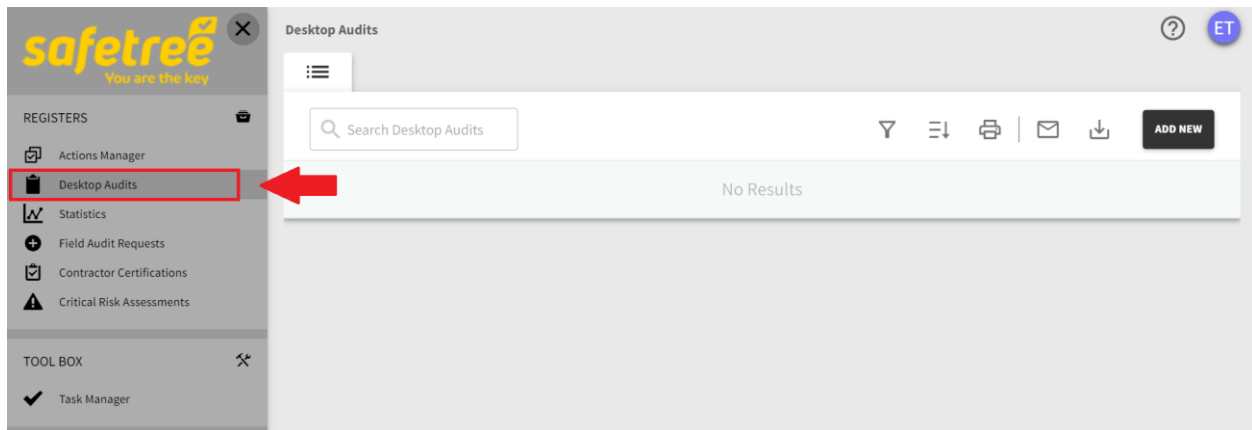 safetree
You are the key
REGISTERS
Actions Manager
Desktop Audits
Statistics
Field Audit Requests
Contractor Certifications
Critical Risk Assessments
TOOL BOX
Task Manager
Desktop Audits
ET
Search Desktop Audits
ADD NEW
No Results